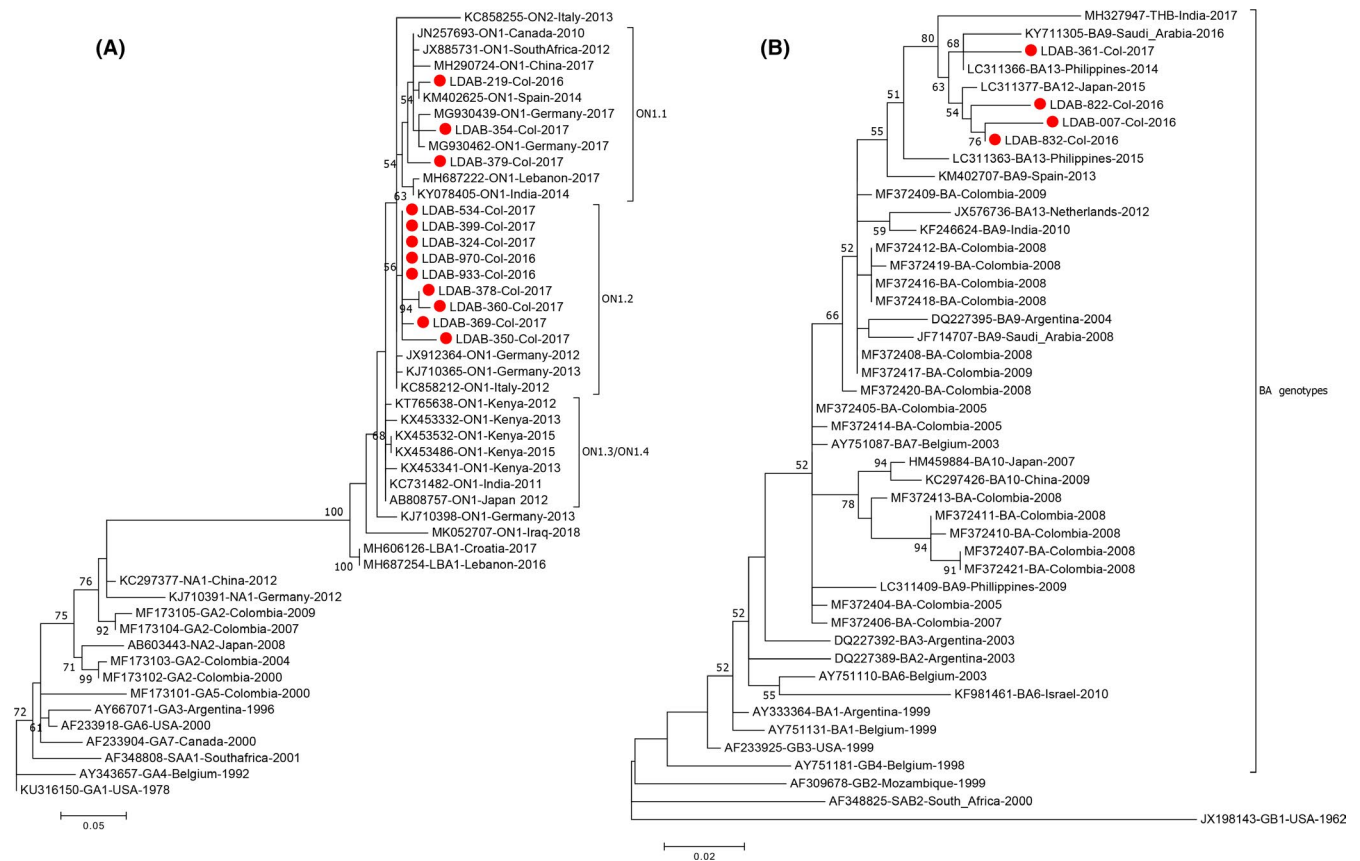 (A)
KC858255-ON2-Italy-2013
JN257693-ON1-Canada-2010
JX885731-ON1-SouthAfrica-2012
MH290724-ON1-China-2017
LDAB-219-Col-2016
54
KM402625-ON1-Spain-2014
ON1.1
MG930439-ON1-Germany-2017
LDAB-354-Col-2017
MG930462-ON1-Germany-2017
54
LDAB-379-Col-2017
MH687222-ON1-Lebanon-2017
63
KY078405-ON1-India-2014
LDAB-534-Col-2017
LDAB-399-Col-2017
LDAB-324-Col-2017
LDAB-970-Col-2016
56
LDAB-933-Col-2016
LDAB-378-Col-2017
ON1.2
94
LDAB-360-Col-2017
LDAB-369-Col-2017
LDAB-350-Col-2017
JX912364-ON1-Germany-2012
KJ710365-ON1-Germany-2013
KC858212-ON1-Italy-2012
KT765638-ON1-Kenya-2012
KX453332-ON1-Kenya-2013
68
KX453532-ON1-Kenya-2015
KX453486-ON1-Kenya-2015
ON1.3/ON1.4
KX453341-ON1-Kenya-2013
KC731482-ON1-India-2011
AB808757-ON1-Japan 2012
100
KJ710398-ON1-Germany-2013
MK052707-ON1-Iraq-2018
MH606126-LBA1-Croatia-2017
100
MH687254-LBA1-Lebanon-2016
76
KC297377-NA1-China-2012
KJ710391-NA1-Germany-2012
75
MF173105-GA2-Colombia-2009
92
MF173104-GA2-Colombia-2007
AB603443-NA2-Japan-2008
71
MF173103-GA2-Colombia-2004
99
MF173102-GA2-Colombia-2000
MF173101-GA5-Colombia-2000
72
AY667071-GA3-Argentina-1996
61
AF233918-GA6-USA-2000
AF233904-GA7-Canada-2000
AF348808-SAA1-Southafrica-2001
AY343657-GA4-Belgium-1992
KU316150-GA1-USA-1978
0.05
(B)
MH327947-THB-India-2017
80
KY711305-BA9-Saudi_Arabia-2016
68
LDAB-361-Col-2017
LC311366-BA13-Philippines-2014
63
LC311377-BA12-Japan-2015
51
LDAB-822-Col-2016
54
LDAB-007-Col-2016
76
LDAB-832-Col-2016
55
LC311363-BA13-Philippines-2015
KM402707-BA9-Spain-2013
MF372409-BA-Colombia-2009
JX576736-BA13-Netherlands-2012
59
KF246624-BA9-India-2010
52
MF372412-BA-Colombia-2008
MF372419-BA-Colombia-2008
MF372416-BA-Colombia-2008
MF372418-BA-Colombia-2008
66
DQ227395-BA9-Argentina-2004
JF714707-BA9-Saudi_Arabia-2008
MF372408-BA-Colombia-2008
MF372417-BA-Colombia-2009
MF372420-BA-Colombia-2008
BA genotypes
MF372405-BA-Colombia-2005
MF372414-BA-Colombia-2005
AY751087-BA7-Belgium-2003
52
94
HM459884-BA10-Japan-2007
KC297426-BA10-China-2009
78
MF372413-BA-Colombia-2008
MF372411-BA-Colombia-2008
MF372410-BA-Colombia-2008
94
MF372407-BA-Colombia-2008
91
MF372421-BA-Colombia-2008
LC311409-BA9-Phillippines-2009
MF372404-BA-Colombia-2005
MF372406-BA-Colombia-2007
52
DQ227392-BA3-Argentina-2003
DQ227389-BA2-Argentina-2003
52
AY751110-BA6-Belgium-2003
55
KF981461-BA6-Israel-2010
AY333364-BA1-Argentina-1999
AY751131-BA1-Belgium-1999
AF233925-GB3-USA-1999
AY751181-GB4-Belgium-1998
AF309678-GB2-Mozambique-1999
AF348825-SAB2-South_Africa-2000
JX198143-GB1-USA-1962
0.02